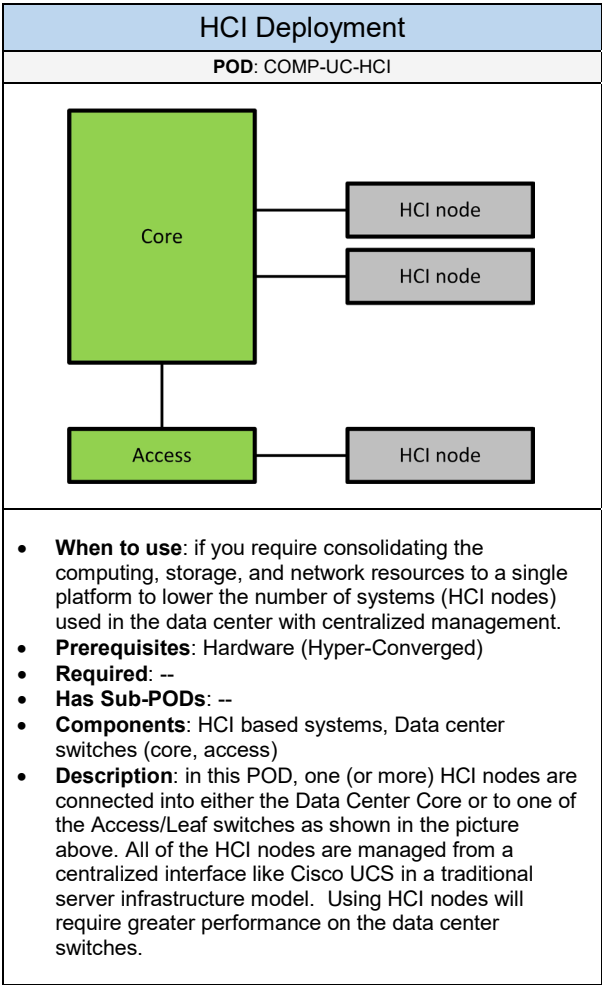 HCI Deployment
POD: COMP-UC-HCI
Core
HCI node
HCI node
Access
HCI node
• When to use: if you require consolidating the
computing, storage, and network resources to a single
platform to lower the number of systems (HCI nodes)
used in the data center with centralized management.
• Prerequisites: Hardware (Hyper-Converged)
• Required: --
• Has Sub-PODs: --
• Components: HCI based systems, Data center
switches (core, access)
• Description: in this POD, one (or more) HCI nodes are
connected into either the Data Center Core or to one of
the Access/Leaf switches as shown in the picture
above. All of the HCI nodes are managed from a
centralized interface like Cisco UCS in a traditional
server infrastructure model.  Using HCI nodes will
require greater performance on the data center
switches.